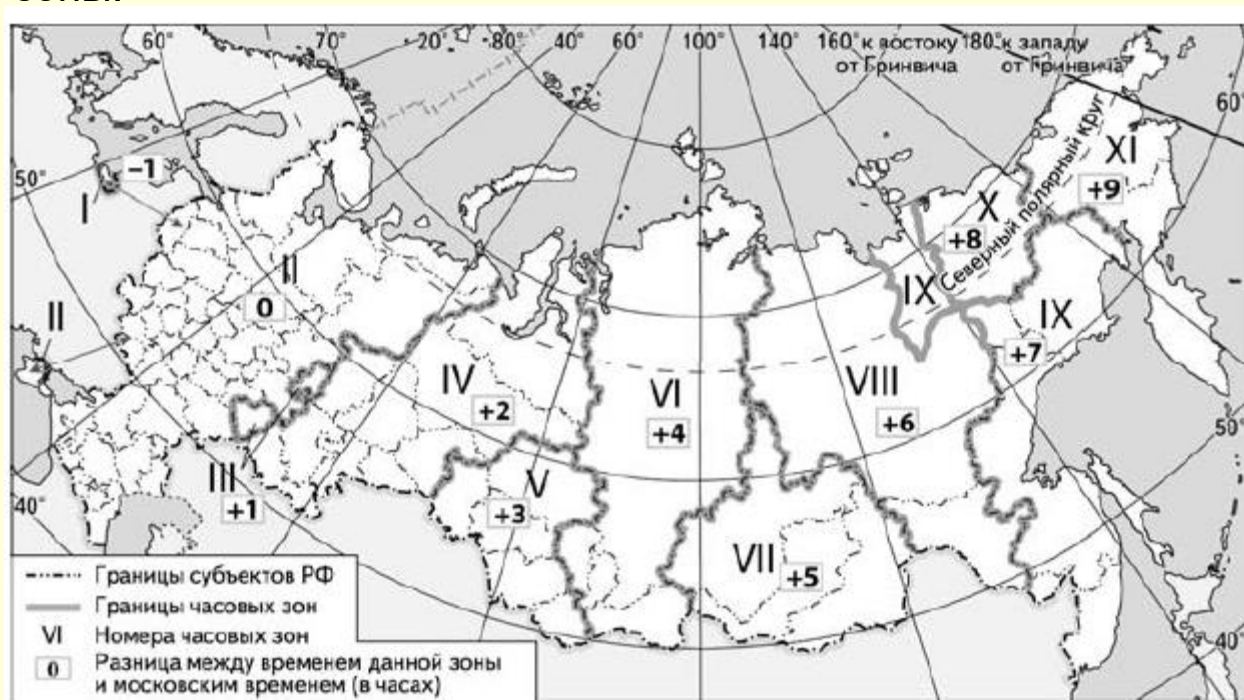 60° 70° 20° 40° 60° 100° 140° 160° к востоку 180° к западу
от Гринвича от Гринвича
60°
50°
–1
I
II
0
II
40°
III
+1
IV
+2
V
+3
VI
+4
VII
+5
VIII
+6
IX
IX
+7
X
+8
XI
+9
Северный полярный круг
50°
40°
Границы субъектов РФ
Границы часовых зон
VI Номера часовых зон
0 Разница между временем данной зоны
и московским временем (в часах)